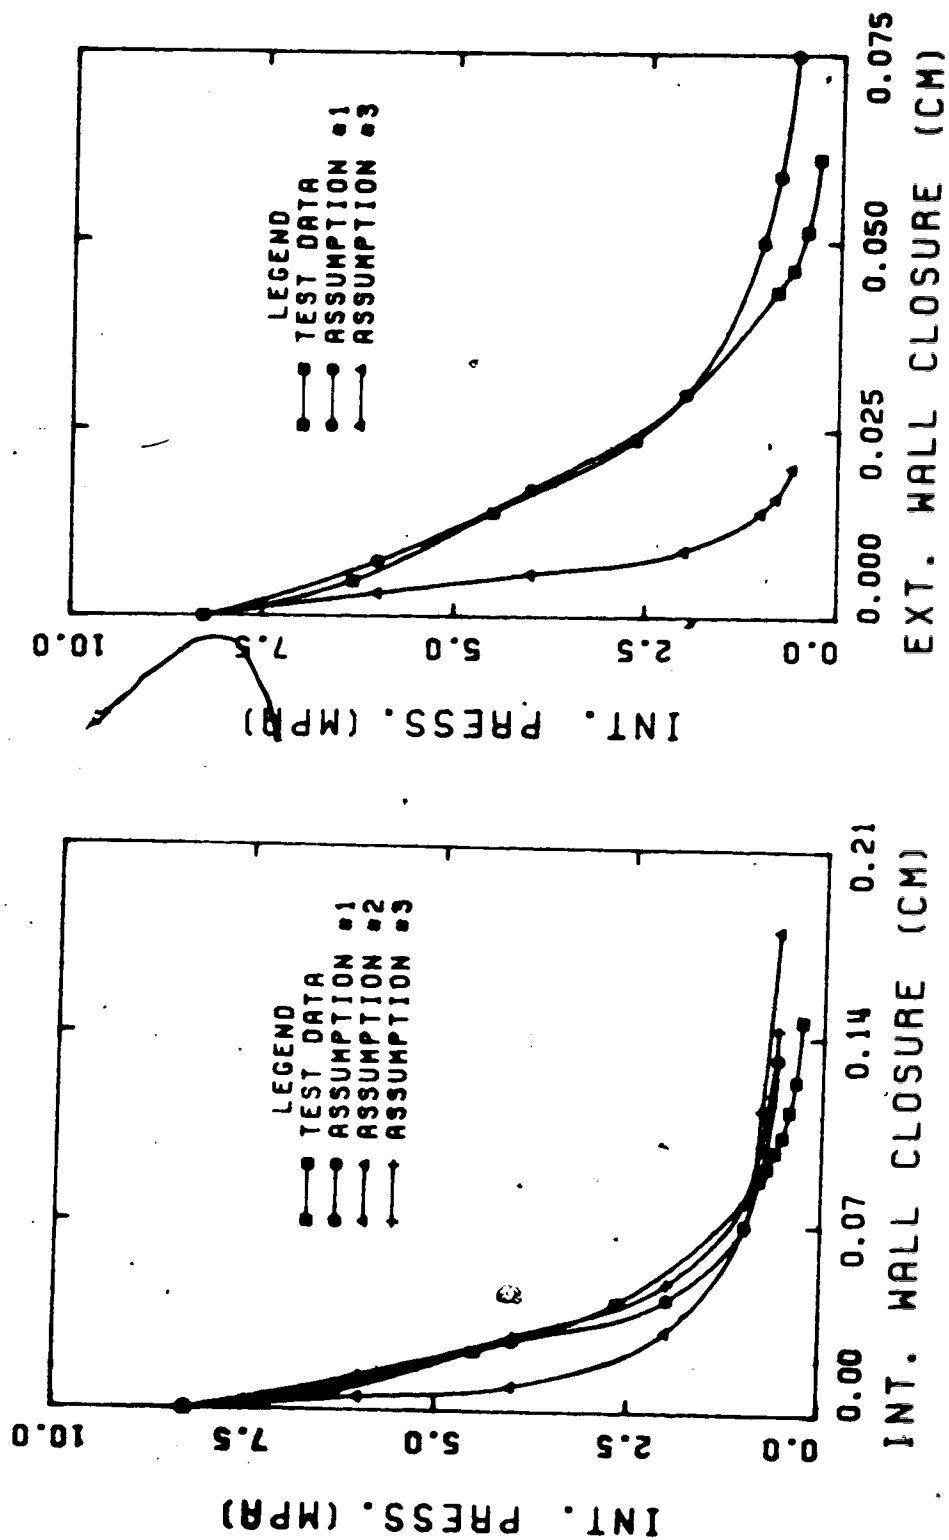 10.0
7.5
5.0
2.5
0.0
INT. PRESS. (MPA)
LEGEND
TEST DATA
ASSUMPTION #1
ASSUMPTION #2
ASSUMPTION #3
0.00
0.07
0.14
0.21
INT. WALL CLOSURE (CM)
10.0
7.5
5.0
2.5
0.0
INT. PRESS. (MPA)
LEGEND
TEST DATA
ASSUMPTION #1
ASSUMPTION #3
0.000
0.025
0.050
0.075
EXT. WALL CLOSURE (CM)